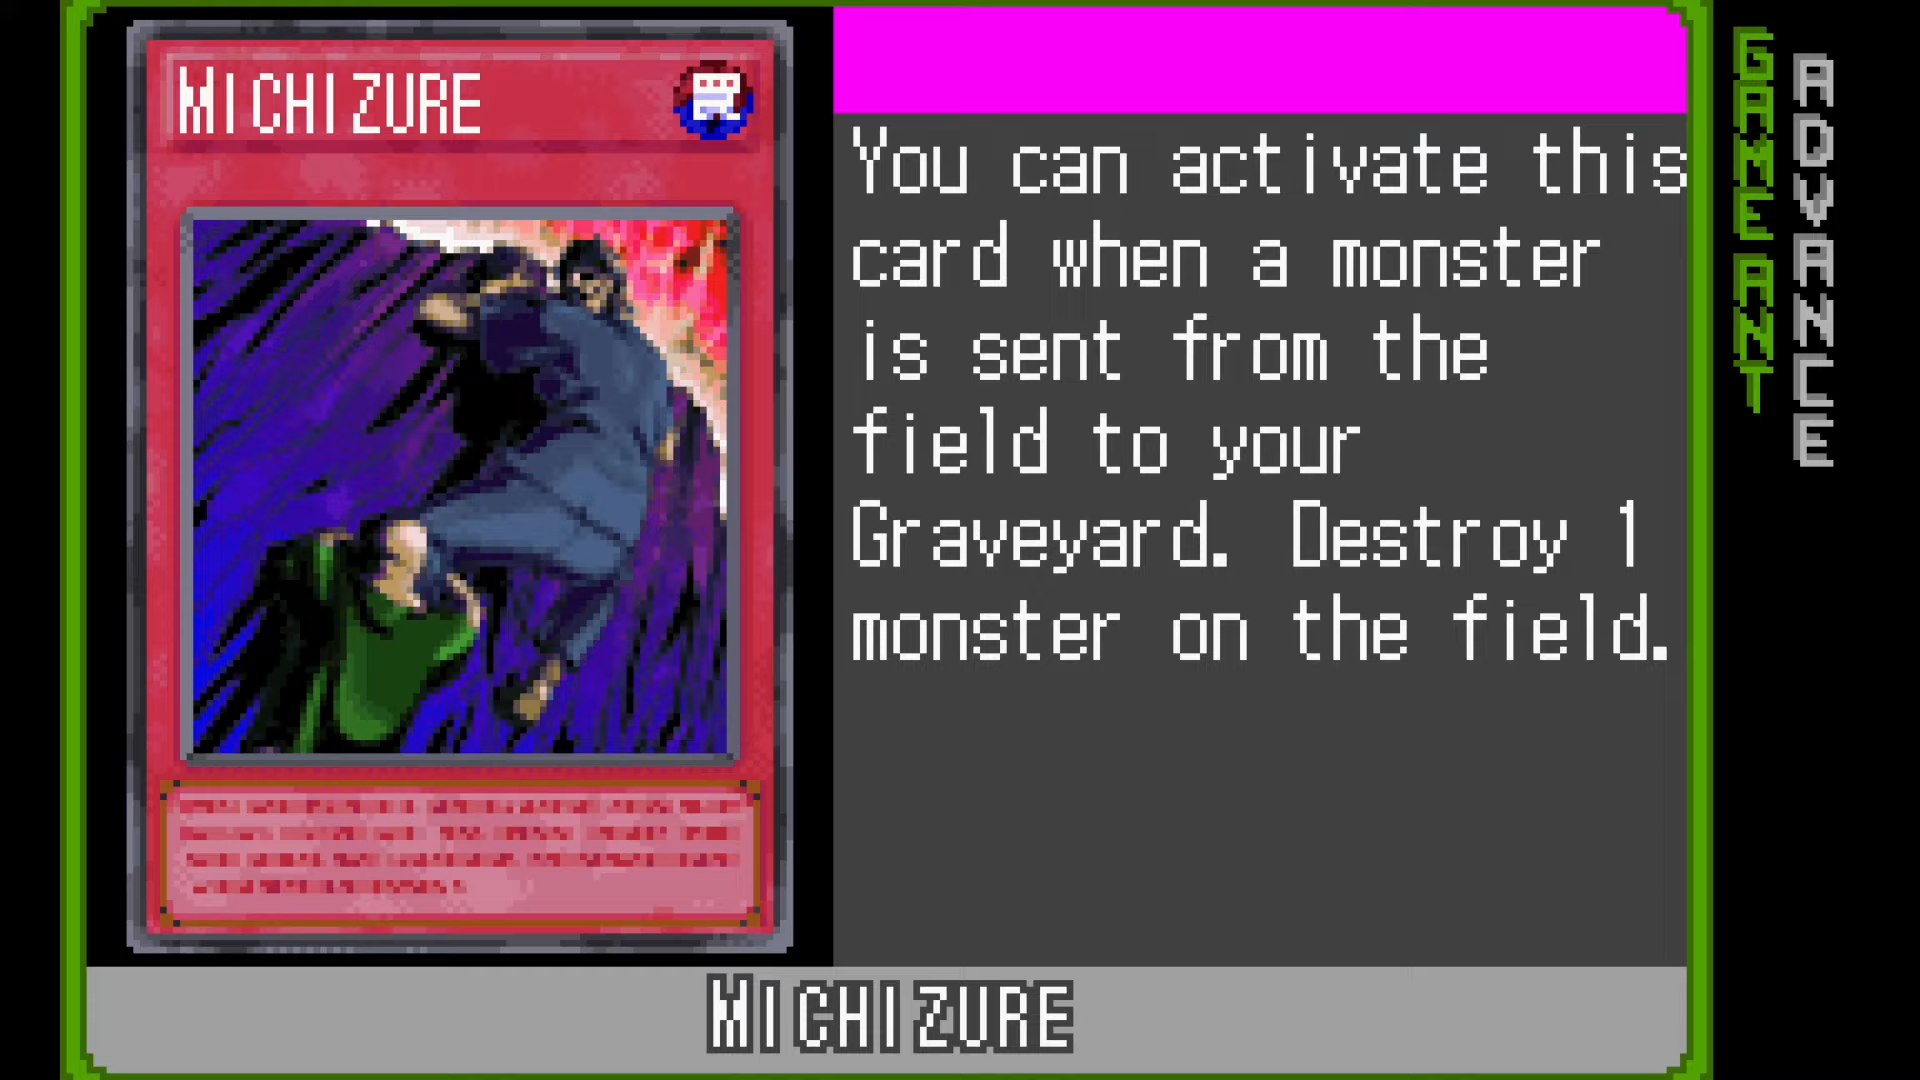 MICHIZURE
You can activate this
card when a monster
is sent from the
field to your
Graveyard. Destroy 1
monster on the field.
MICHIZURE
GAME ANT
ADVANCE